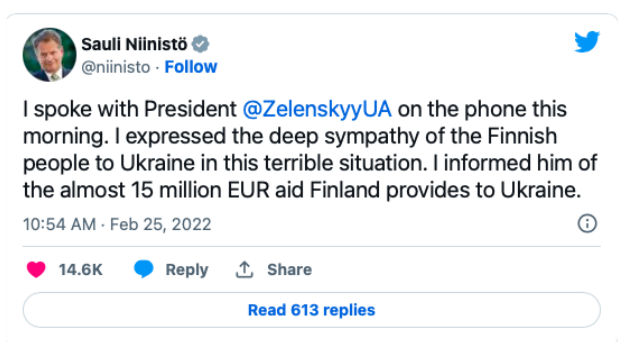 Sauli Niinistö
@niinisto · Follow
I spoke with President @ZelenskyyUA on the phone this
morning. I expressed the deep sympathy of the Finnish
people to Ukraine in this terrible situation. I informed him of
the almost 15 million EUR aid Finland provides to Ukraine.
10:54 AM · Feb 25, 2022
14.6K Reply Share
Read 613 replies